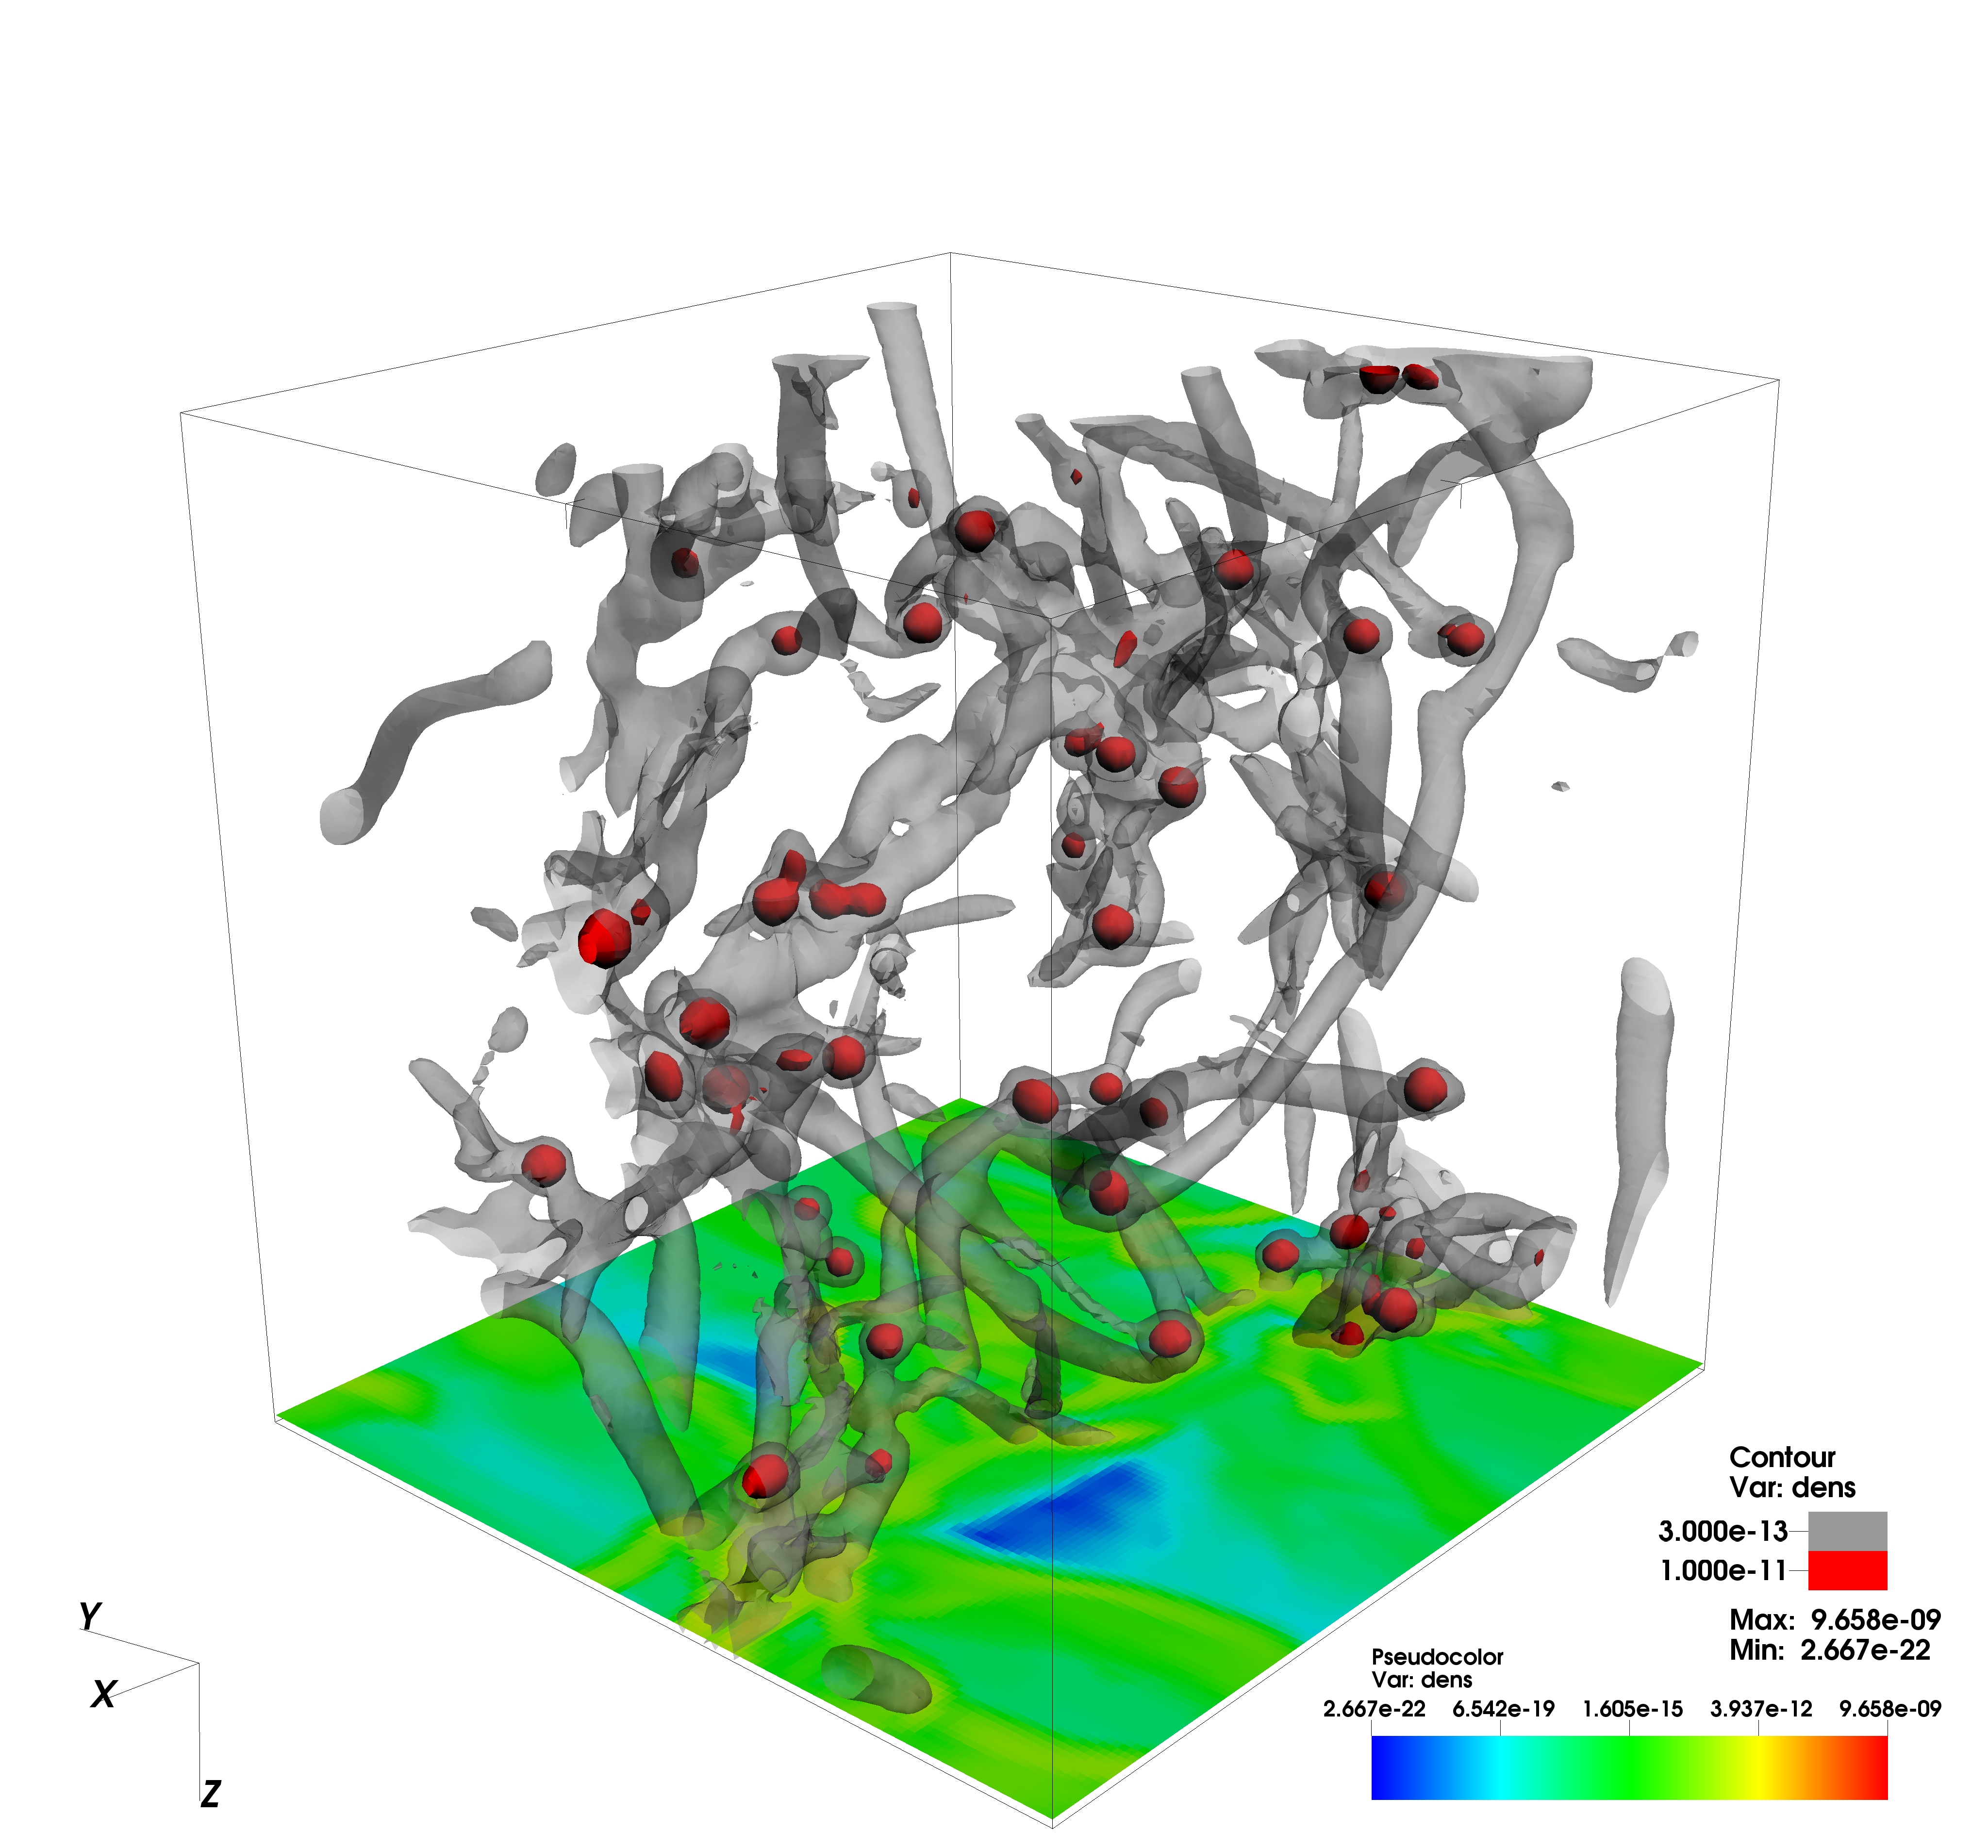 Contour
Var: dens
3.000e-13
1.000e-11
Max: 9.658e-09
Min: 2.667e-22
Pseudocolor
Var: dens
2.667e-22 6.542e-19 1.605e-15 3.937e-12 9.658e-09
Y
X
Z